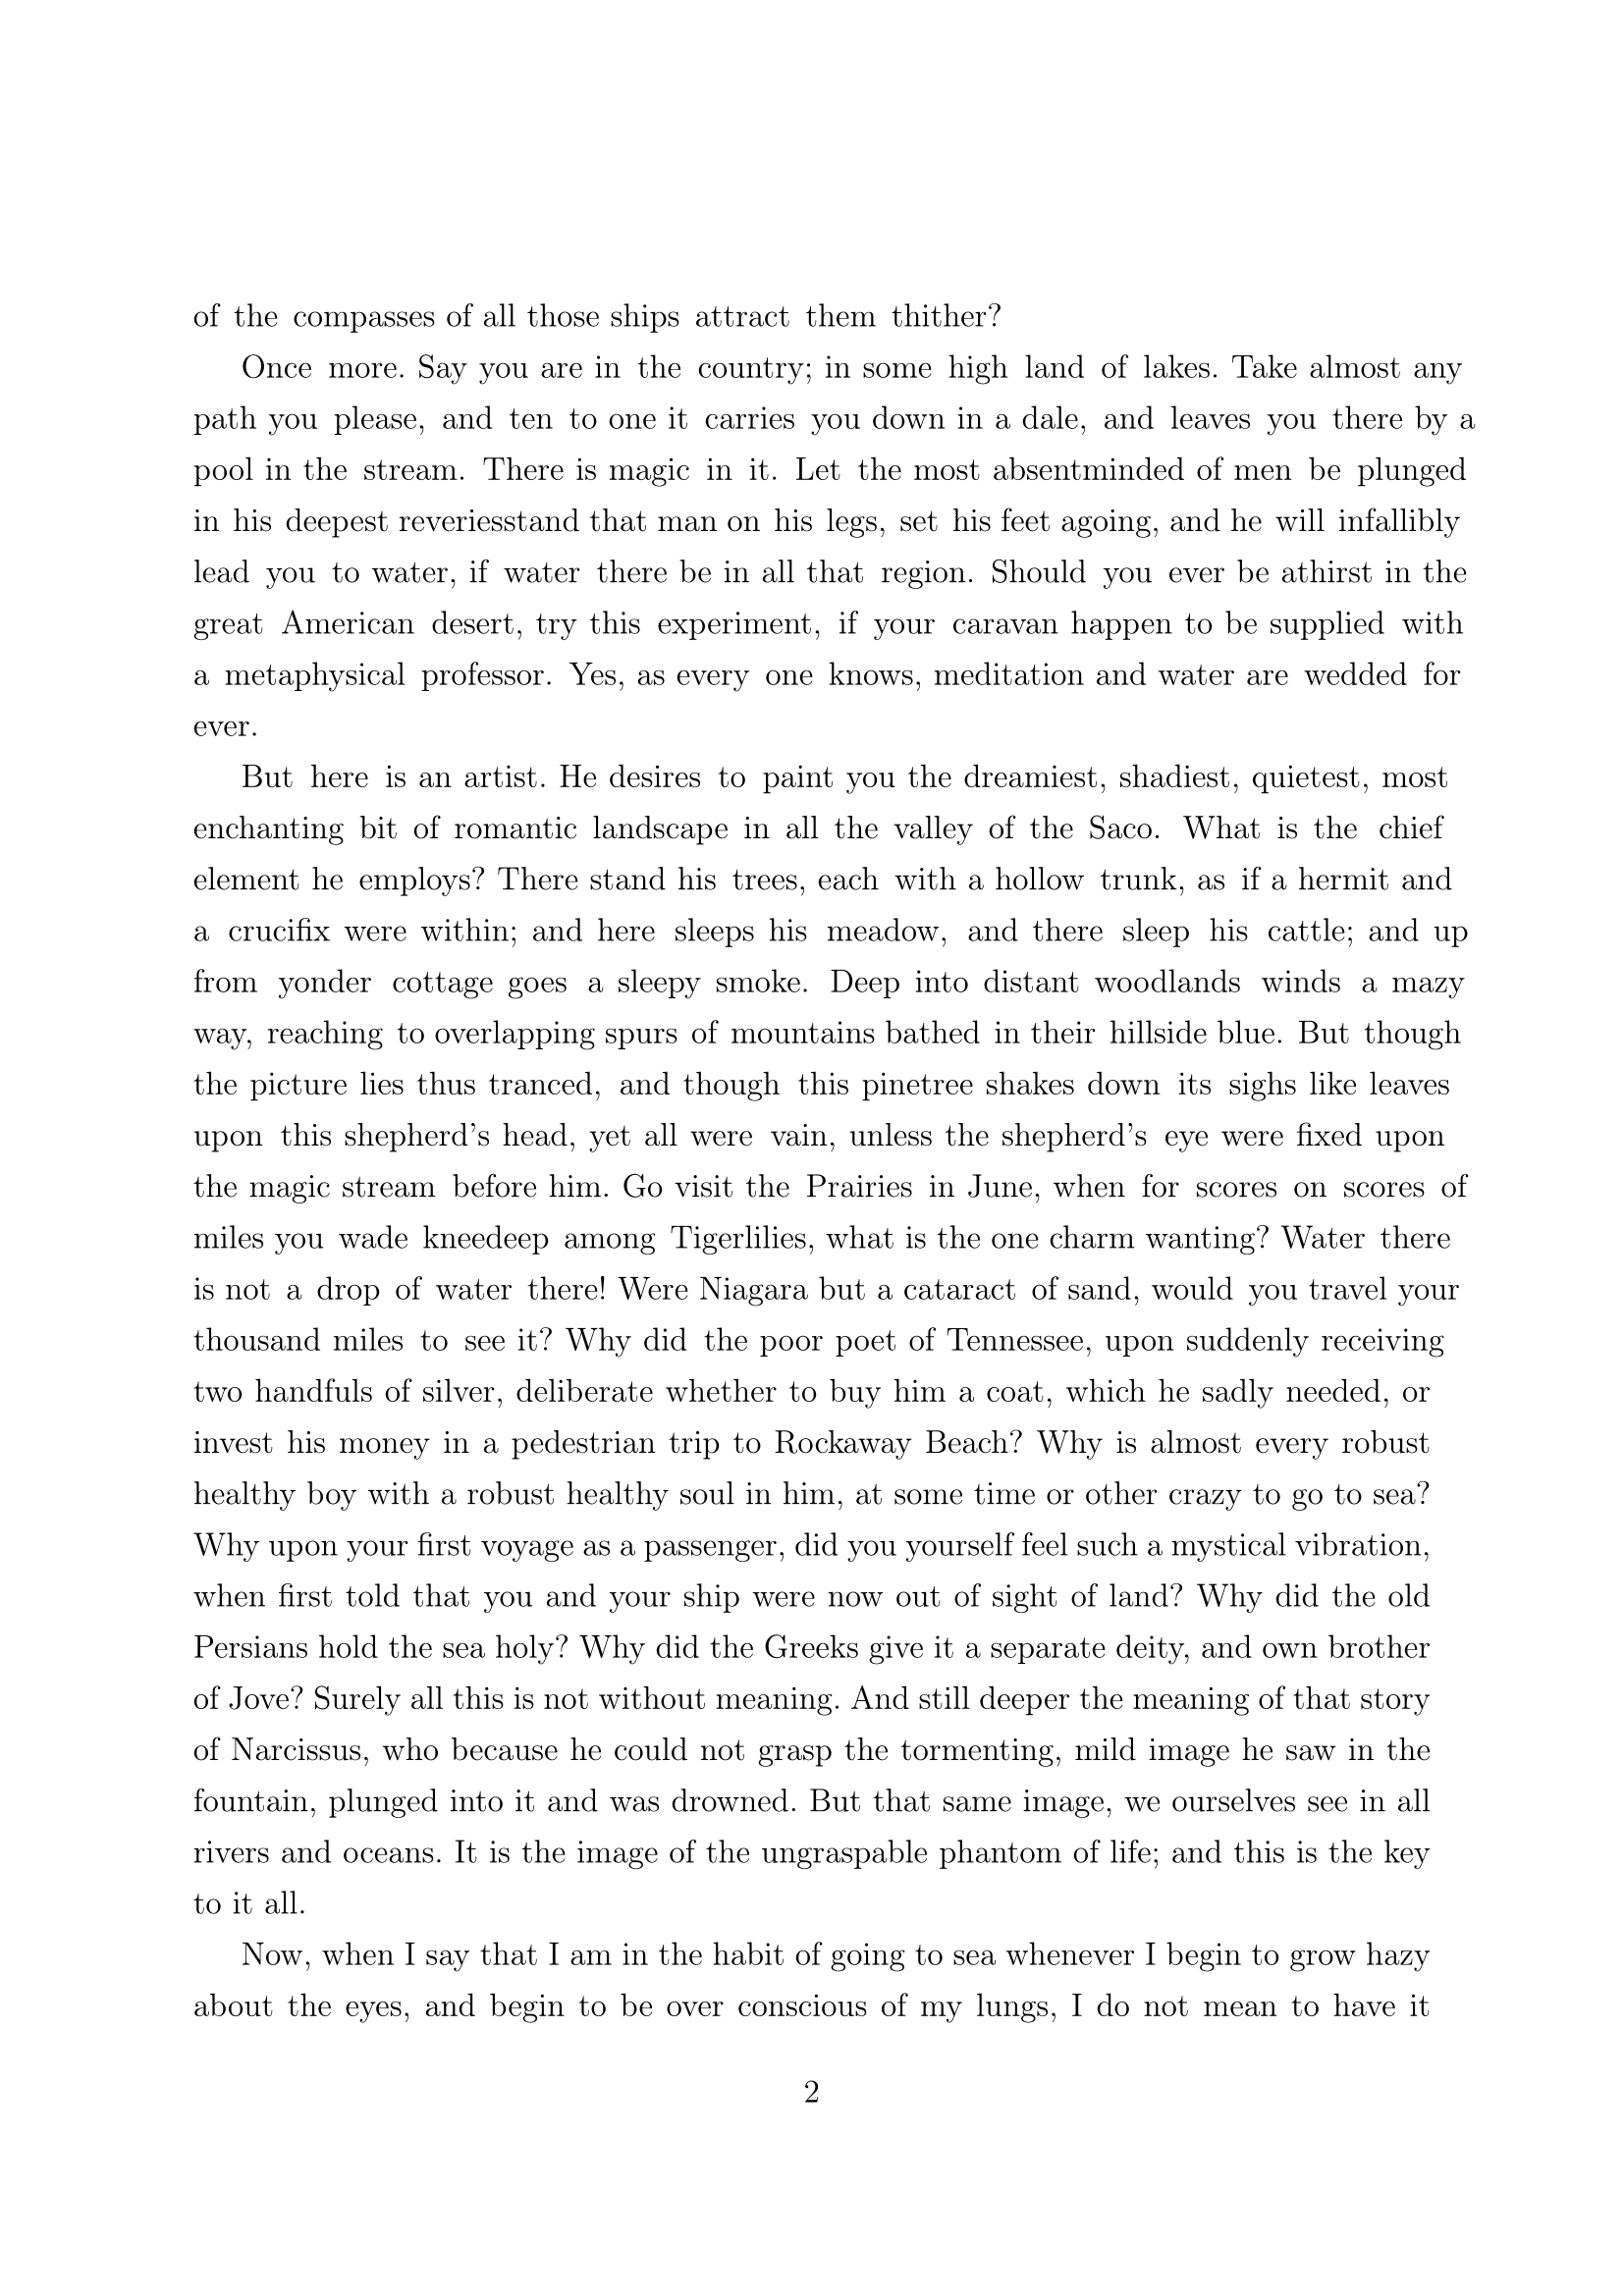 of the compasses of all those ships attract them thither?
Once more. Say you are in the country; in some high land of lakes. Take almost any
path you please, and ten to one it carries you down in a dale, and leaves you there by a
pool in the stream. There is magic in it. Let the most absentminded of men be plunged
in his deepest reveriesstand that man on his legs, set his feet agoing, and he will infallibly
lead you to water, if water there be in all that region. Should you ever be athirst in the
great American desert, try this experiment, if your caravan happen to be supplied with
a metaphysical professor. Yes, as every one knows, meditation and water are wedded for
ever.
But here is an artist. He desires to paint you the dreamiest, shadiest, quietest, most
enchanting bit of romantic landscape in all the valley of the Saco. What is the chief
element he employs? There stand his trees, each with a hollow trunk, as if a hermit and
a crucifix were within; and here sleeps his meadow, and there sleep his cattle; and up
from yonder cottage goes a sleepy smoke. Deep into distant woodlands winds a mazy
way, reaching to overlapping spurs of mountains bathed in their hillside blue. But though
the picture lies thus tranced, and though this pinetree shakes down its sighs like leaves
upon this shepherd's head, yet all were vain, unless the shepherd's eye were fixed upon
the magic stream before him. Go visit the Prairies in June, when for scores on scores of
miles you wade kneedeep among Tigerlilies, what is the one charm wanting? Water there
is not a drop of water there! Were Niagara but a cataract of sand, would you travel your
thousand miles to see it? Why did the poor poet of Tennessee, upon suddenly receiving
two handfuls of silver, deliberate whether to buy him a coat, which he sadly needed, or
invest his money in a pedestrian trip to Rockaway Beach? Why is almost every robust
healthy boy with a robust healthy soul in him, at some time or other crazy to go to sea?
Why upon your first voyage as a passenger, did you yourself feel such a mystical vibration,
when first told that you and your ship were now out of sight of land? Why did the old
Persians hold the sea holy? Why did the Greeks give it a separate deity, and own brother
of Jove? Surely all this is not without meaning. And still deeper the meaning of that story
of Narcissus, who because he could not grasp the tormenting, mild image he saw in the
fountain, plunged into it and was drowned. But that same image, we ourselves see in all
rivers and oceans. It is the image of the ungraspable phantom of life; and this is the key
to it all.
Now, when I say that I am in the habit of going to sea whenever I begin to grow hazy
about the eyes, and begin to be over conscious of my lungs, I do not mean to have it
2